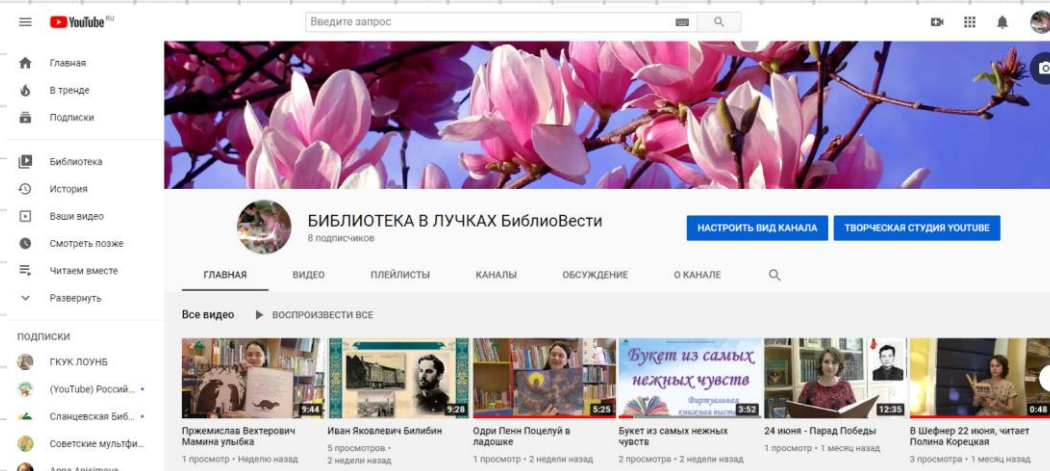 YouTube RU
Введите запрос
Главная
В тренде
Подписки
Библиотека
История
Ваши видео
Смотреть позже
Читаем вместе
Развернуть
ПОДПИСКИ
ГКУК ЛОУНБ
(YouTube) Россий...
Сланцевская Биб...
Советские мультфи...
Anna Anisimova
БИБЛИОТЕКА В ЛУЧКАХ БиблиоВести
8 подписчиков
НАСТРОИТЬ ВИД КАНАЛА
ТВОРЧЕСКАЯ СТУДИЯ YOUTUBE
ГЛАВНАЯ ВИДЕО ПЛЕЙЛИСТЫ КАНАЛЫ ОБСУЖДЕНИЕ О КАНАЛЕ
Все видео ВОСПРОИЗВЕСТИ ВСЕ
9:44
Пржемислав Вехтерович
Мамина улыбка
1 просмотр • Неделю назад
9:28
Иван Яковлевич Билибин
5 просмотров •
2 недели назад
5:25
Одри Пенн Поцелуй в
ладошке
1 просмотр • 2 недели назад
Букет из самых
нежных чувств
Виртуальная
книжная
3:52
Букет из самых нежных
чувств
2 просмотра • 2 недели назад
12:35
24 июня - Парад Победы
1 просмотр • 1 месяц назад
0:48
В Шефнер 22 июня, читает
Полина Корецкая
3 просмотра • 1 месяц назад